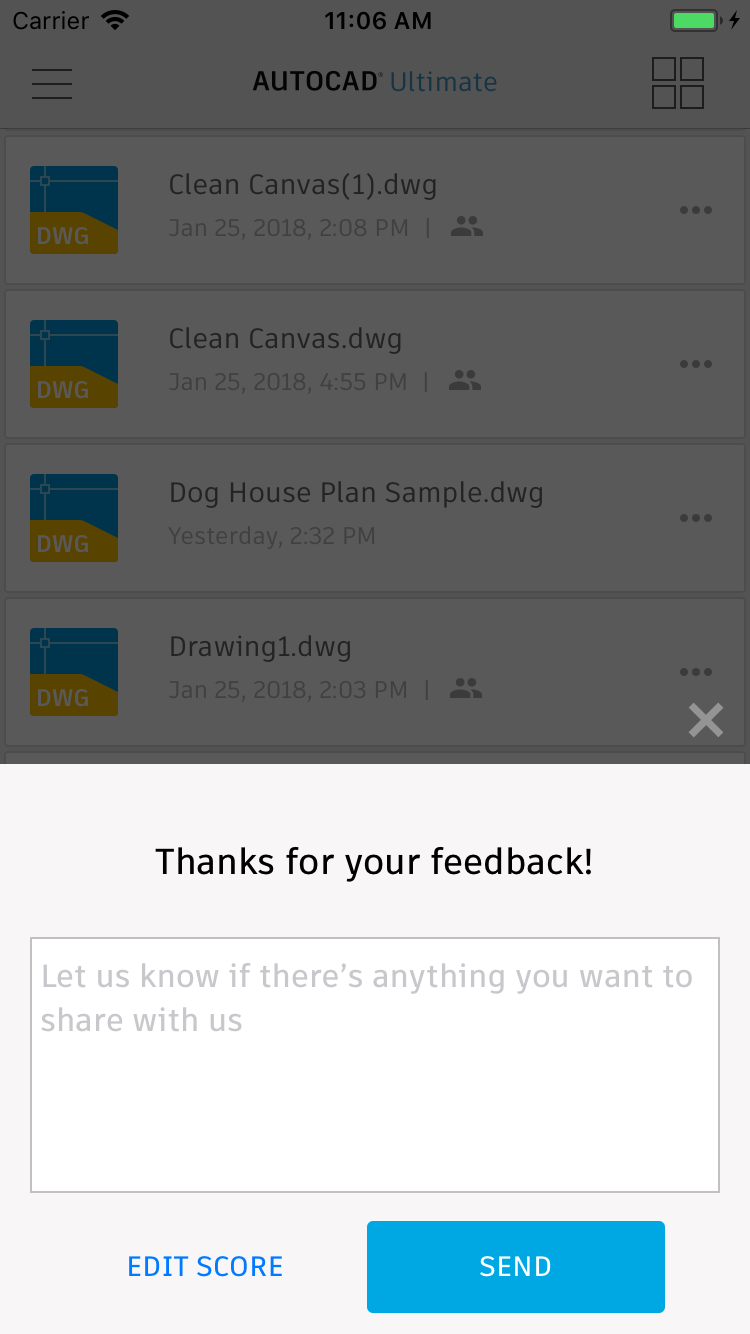 Carrier 11:06 AM
AUTOCAD® Ultimate
Clean Canvas(1).dwg
Jan 25, 2018, 2:08 PM |
DWG
Clean Canvas.dwg
Jan 25, 2018, 4:55 PM |
DWG
Dog House Plan Sample.dwg
Yesterday, 2:32 PM
DWG
Drawing1.dwg
Jan 25, 2018, 2:03 PM |
DWG
Thanks for your feedback!
Let us know if there’s anything you want to
share with us
EDIT SCORE SEND